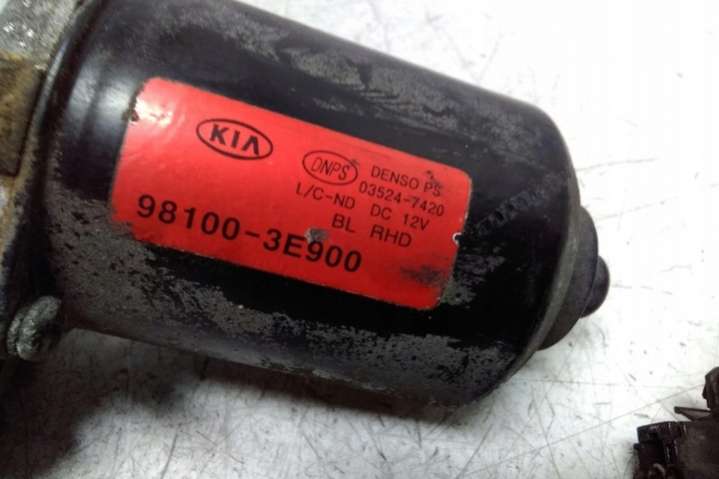 KIA
DNPS
DENSO PS
03524-7420
L/C-ND DC 12V
BL RHD
98100-3E900